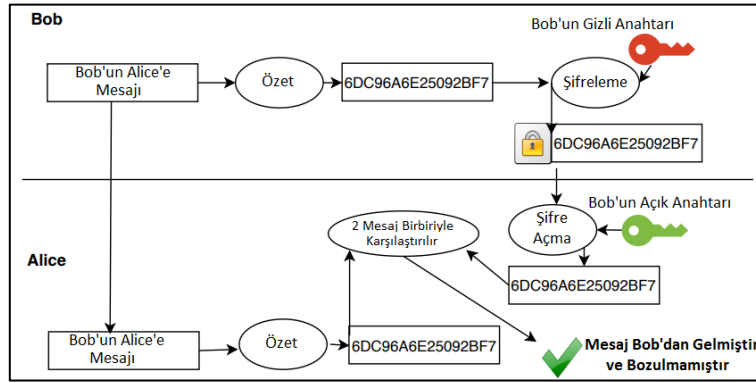 Bob
Bob'un Gizli Anahtarı
Bob'un Alice'e
Mesajı
Özet
6DC96A6E25092BF7
Şifreleme
6DC96A6E25092BF7
Alice
Bob'un Açık Anahtarı
2 Mesaj Birbiriyle
Karşılaştırılır
Şifre
Açma
6DC96A6E25092BF7
Bob'un Alice'e
Mesajı
Özet
6DC96A6E25092BF7
Mesaj Bob'dan Gelmiştir
ve Bozulmamıştır